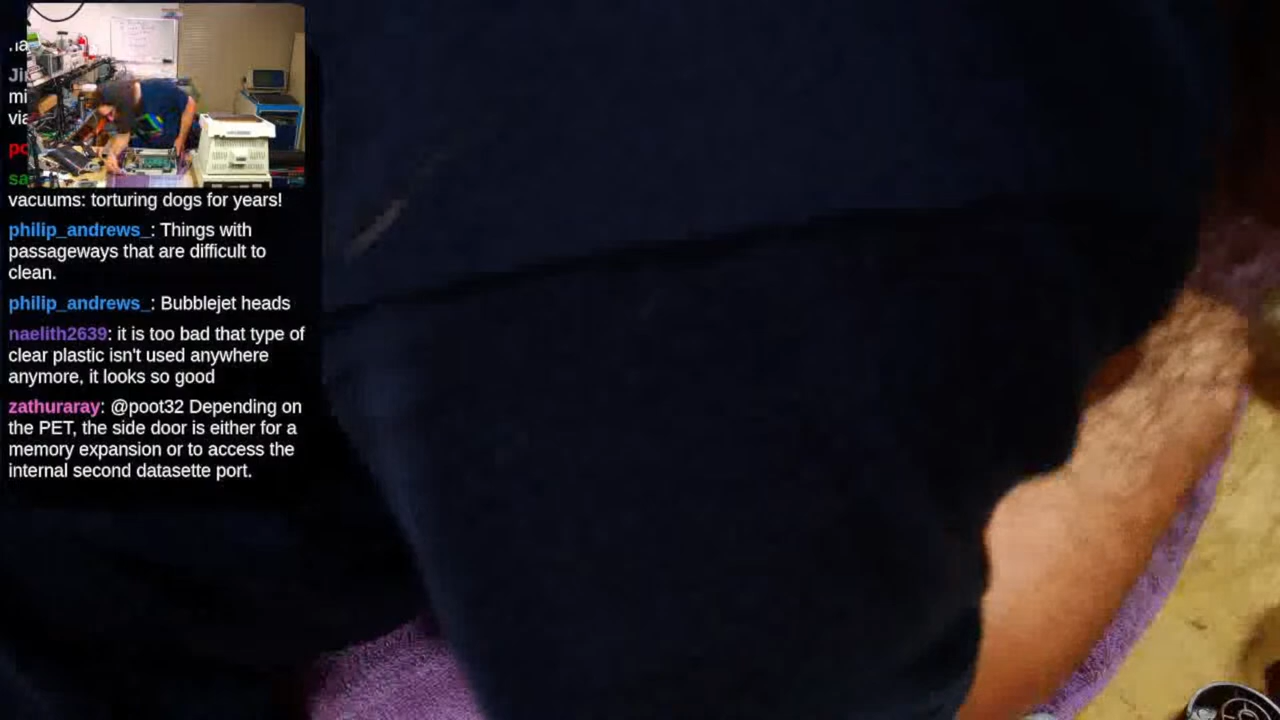 vacuums: torturing dogs for years!
philip_andrews_: Things with
passageways that are difficult to
clean.
philip_andrews_: Bubblejet heads
naelith2639: it is too bad that type of
clear plastic isn't used anywhere
anymore, it looks so good
zathuraray: @poot32 Depending on
the PET, the side door is either for a
memory expansion or to access the
internal second datasette port.